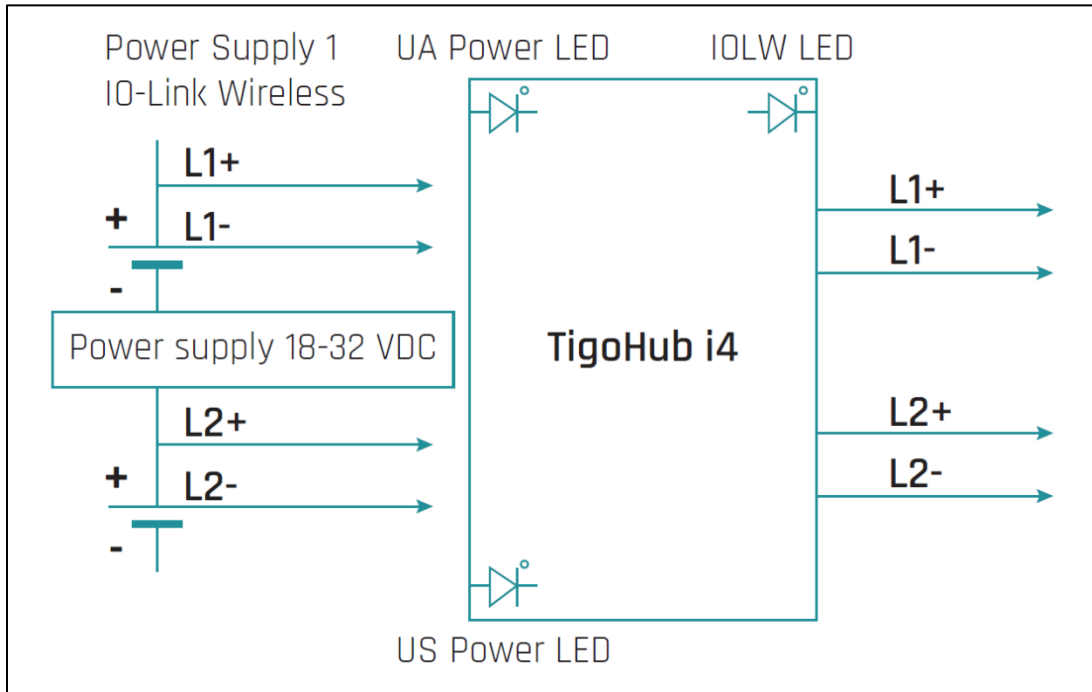 Power Supply 1
IO-Link Wireless
UA Power LED
IOLW LED
L1+
L1-
+
-
Power supply 18-32 VDC
L2+
L2-
+
-
TigoHub i4
L1+
L1-
L2+
L2-
US Power LED